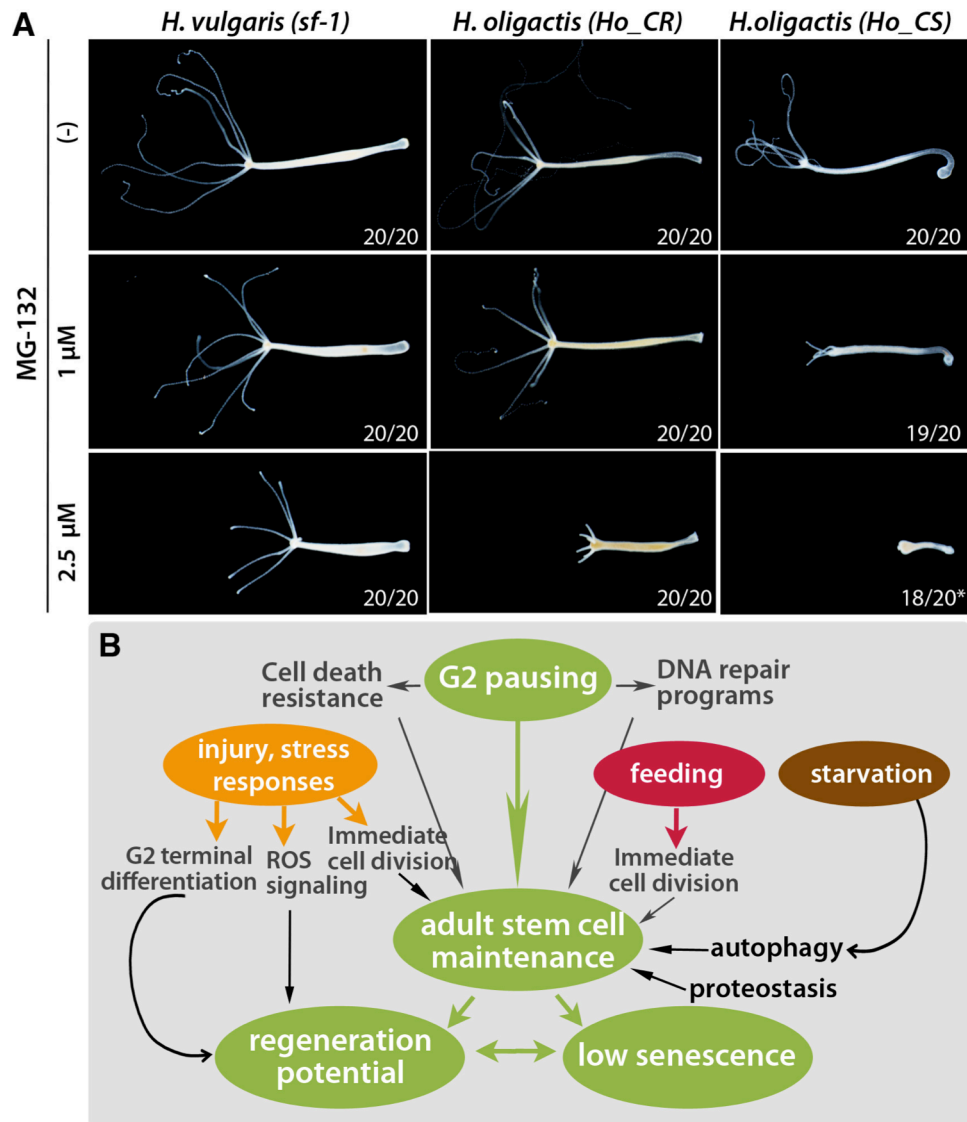 A
H. vulgaris (sf-1)
H. oligactis (Ho_CR)
H.oligactis (Ho_CS)
MG-132
(-)
20/20
20/20
20/20
1 µM
20/20
20/20
19/20
2.5 µM
20/20
20/20
18/20*
B
G2 pausing
Cell death
resistance
DNA repair
programs
injury, stress
responses
feeding
starvation
G2 terminal
differentiation
ROS
signaling
Immediate
cell division
Immediate
cell division
adult stem cell
maintenance
autophagy
proteostasis
regeneration
potential
low senescence